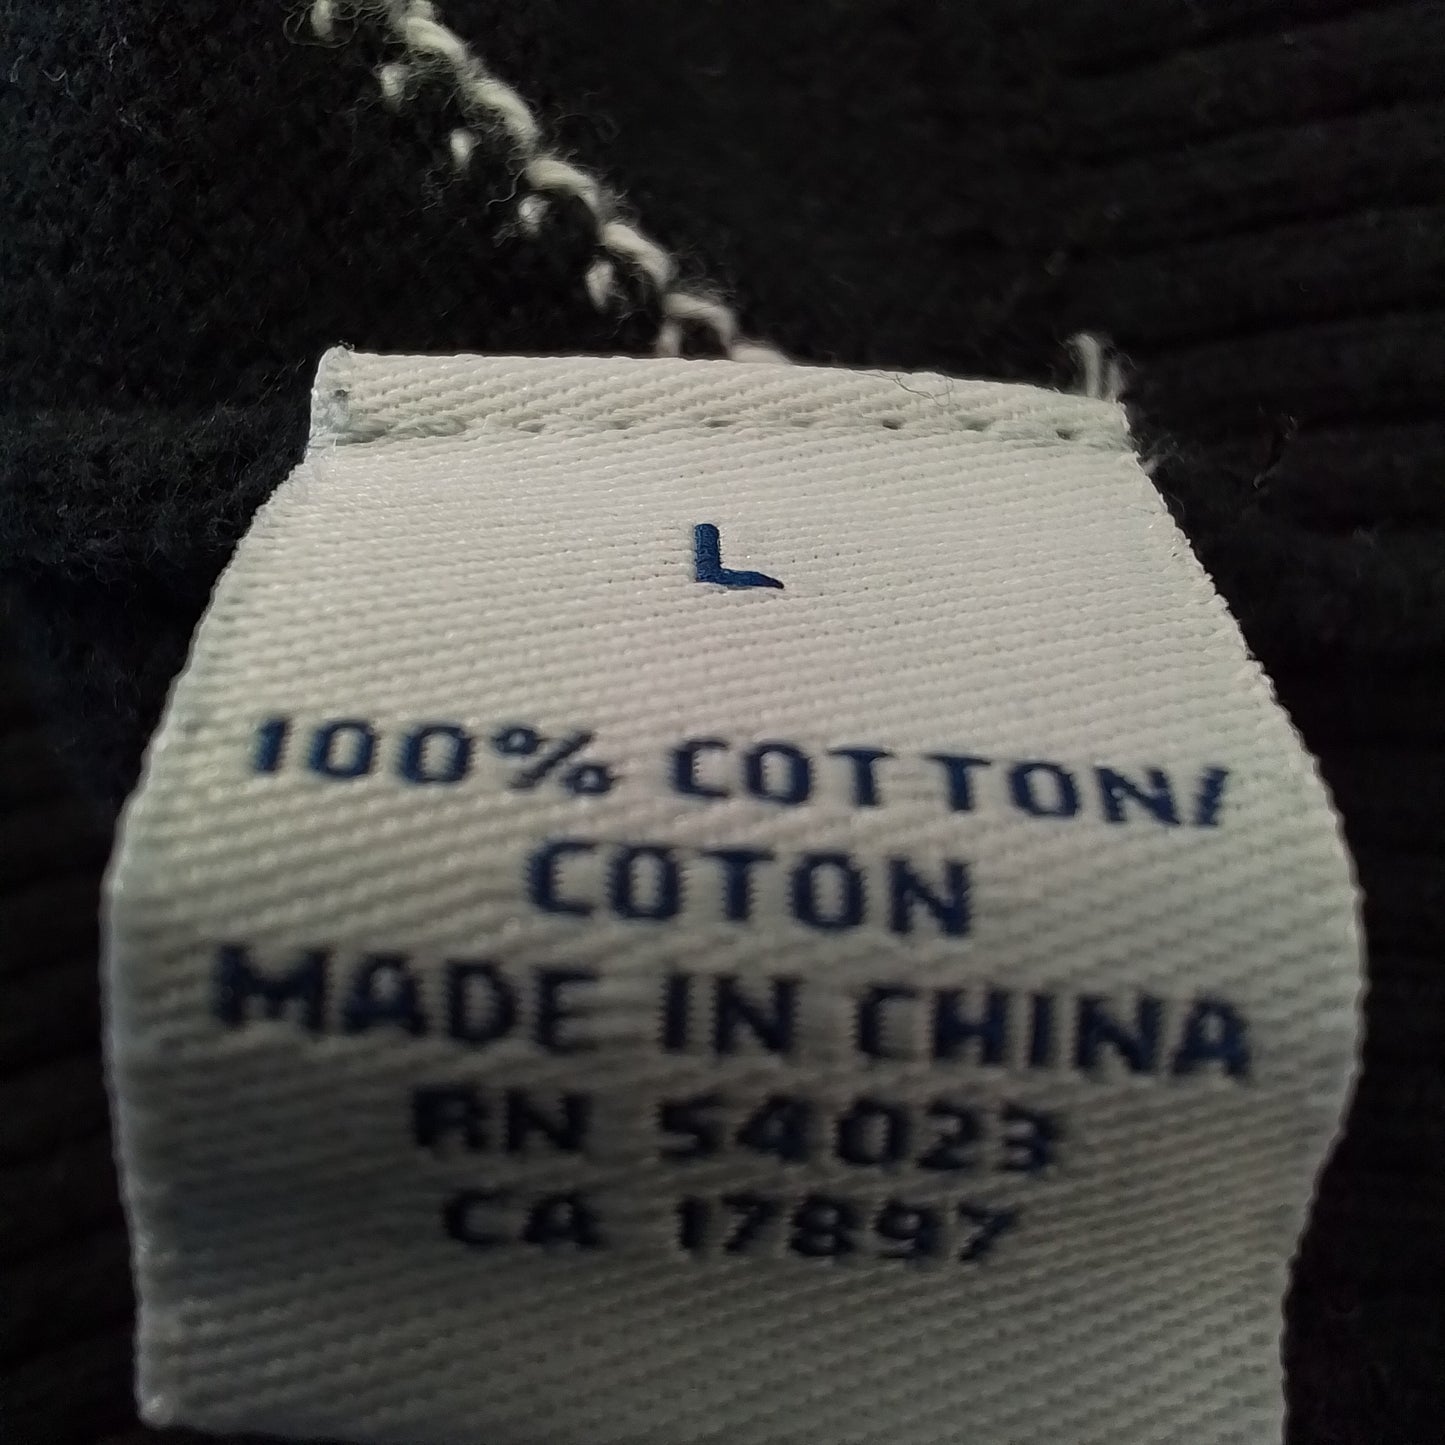 L
100% COTTON/
COTON
MADE IN CHINA
RN 54023
CA 17897